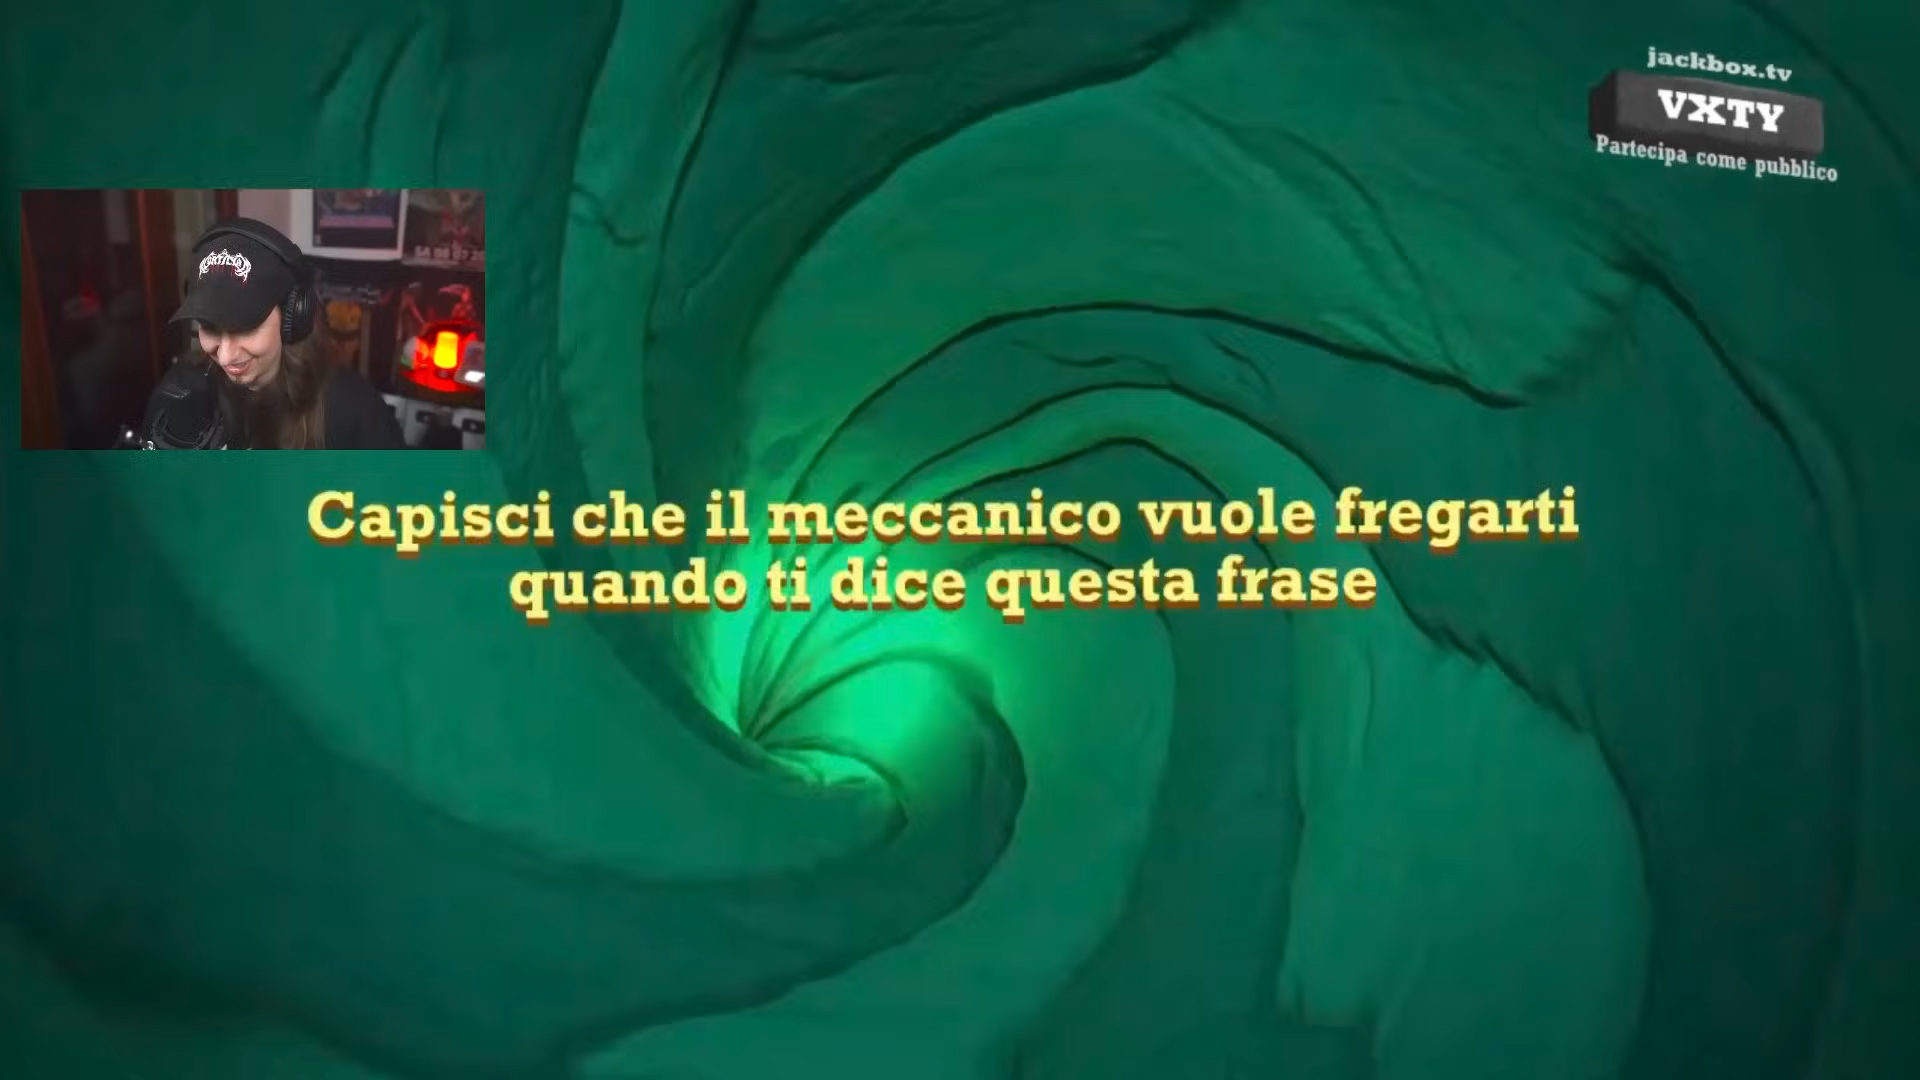 jackbox.tv
VXTY
Partecipa come pubblico
Capisci che il meccanico vuole fregarti
quando ti dice questa frase